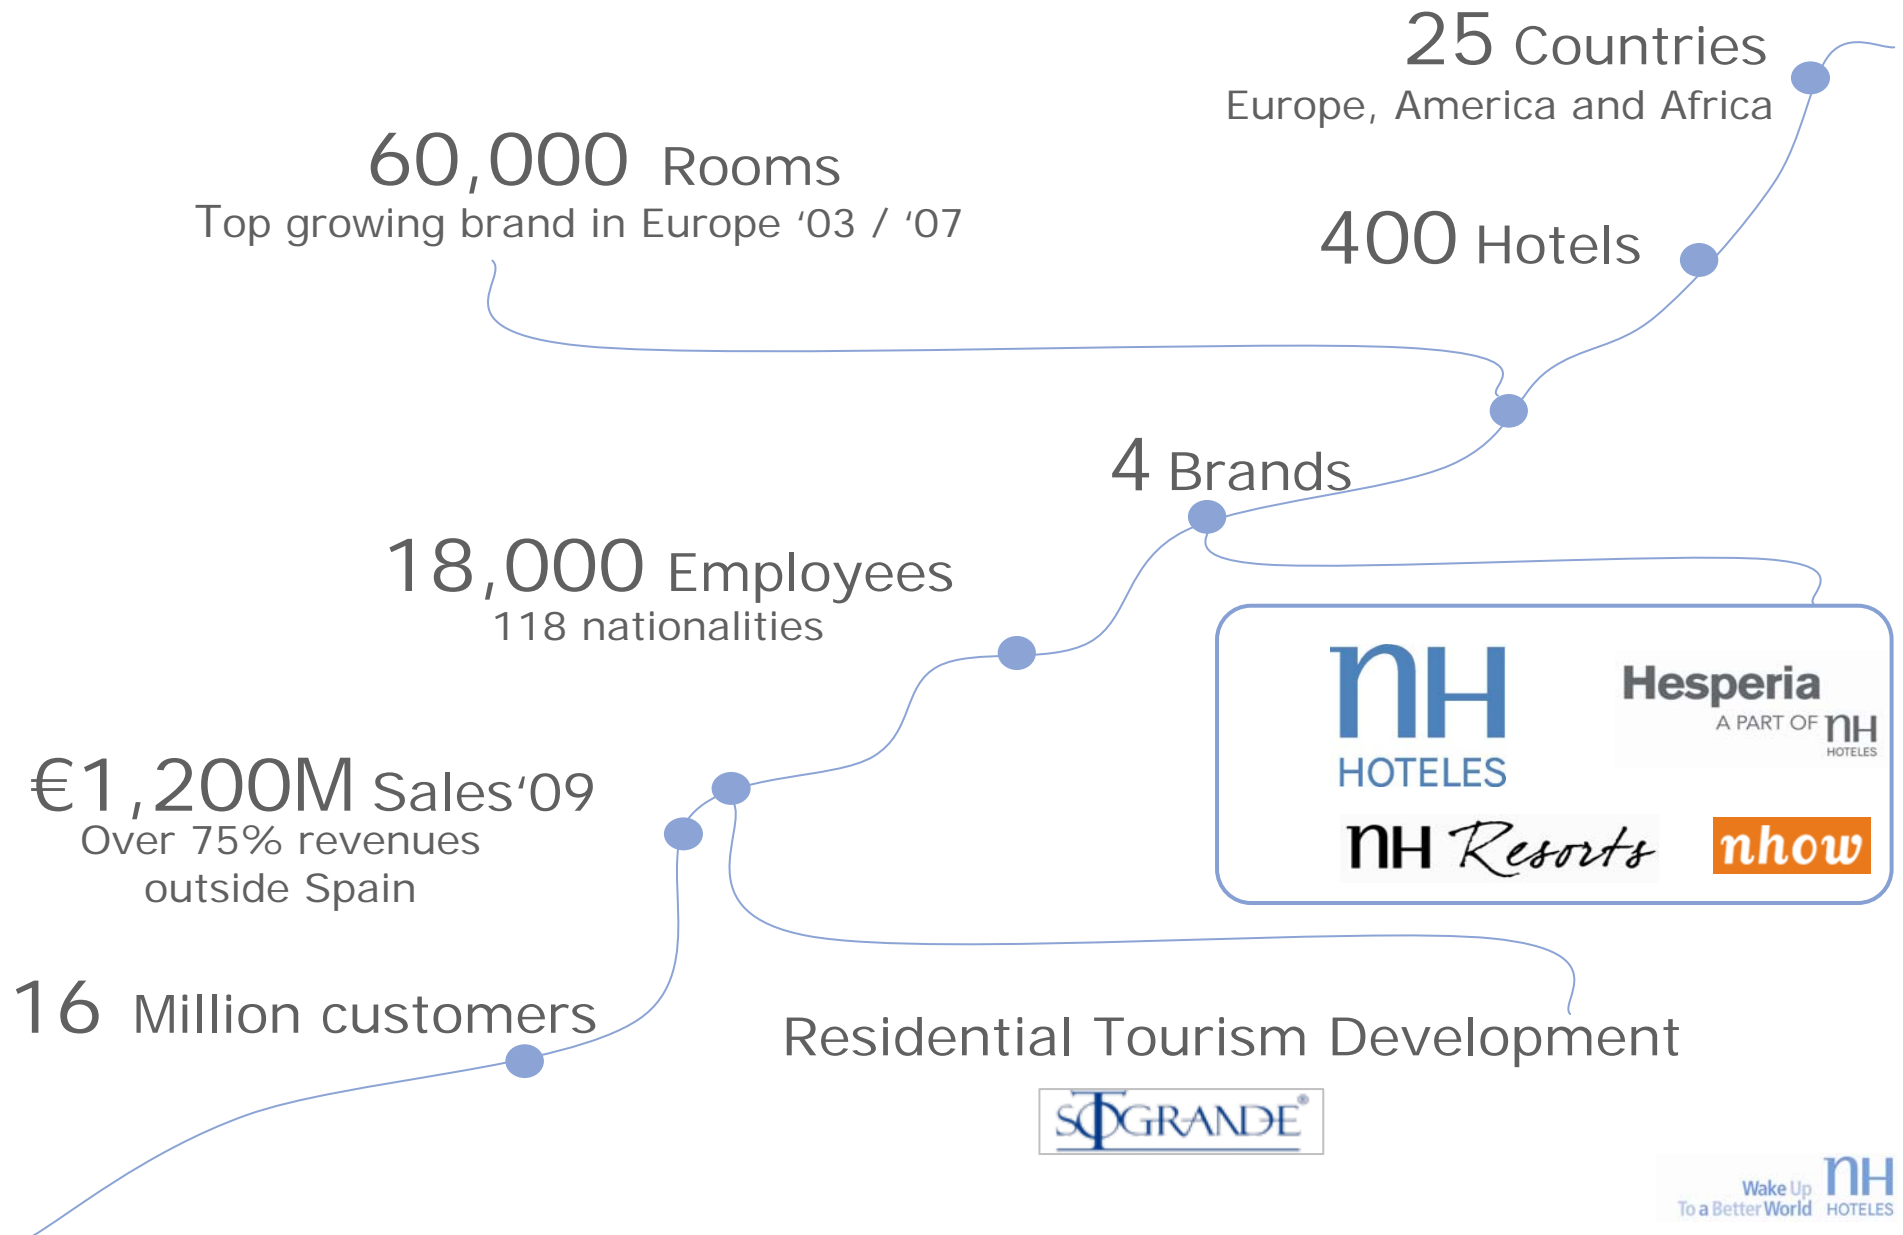 25 Countries
Europe, America and Africa
60,000 Rooms
Top growing brand in Europe ‘03 / ‘07
400 Hotels
4 Brands
18,000 Employees
118 nationalities
nH
HOTELES
Hesperia
A PART OF nH
HOTELES
nH Resorts
nhow
€1,200M Sales‘09
Over 75% revenues
outside Spain
16 Million customers
Residential Tourism Development
SOTOGRANDE®
Wake Up
To a Better World
nH
HOTELES